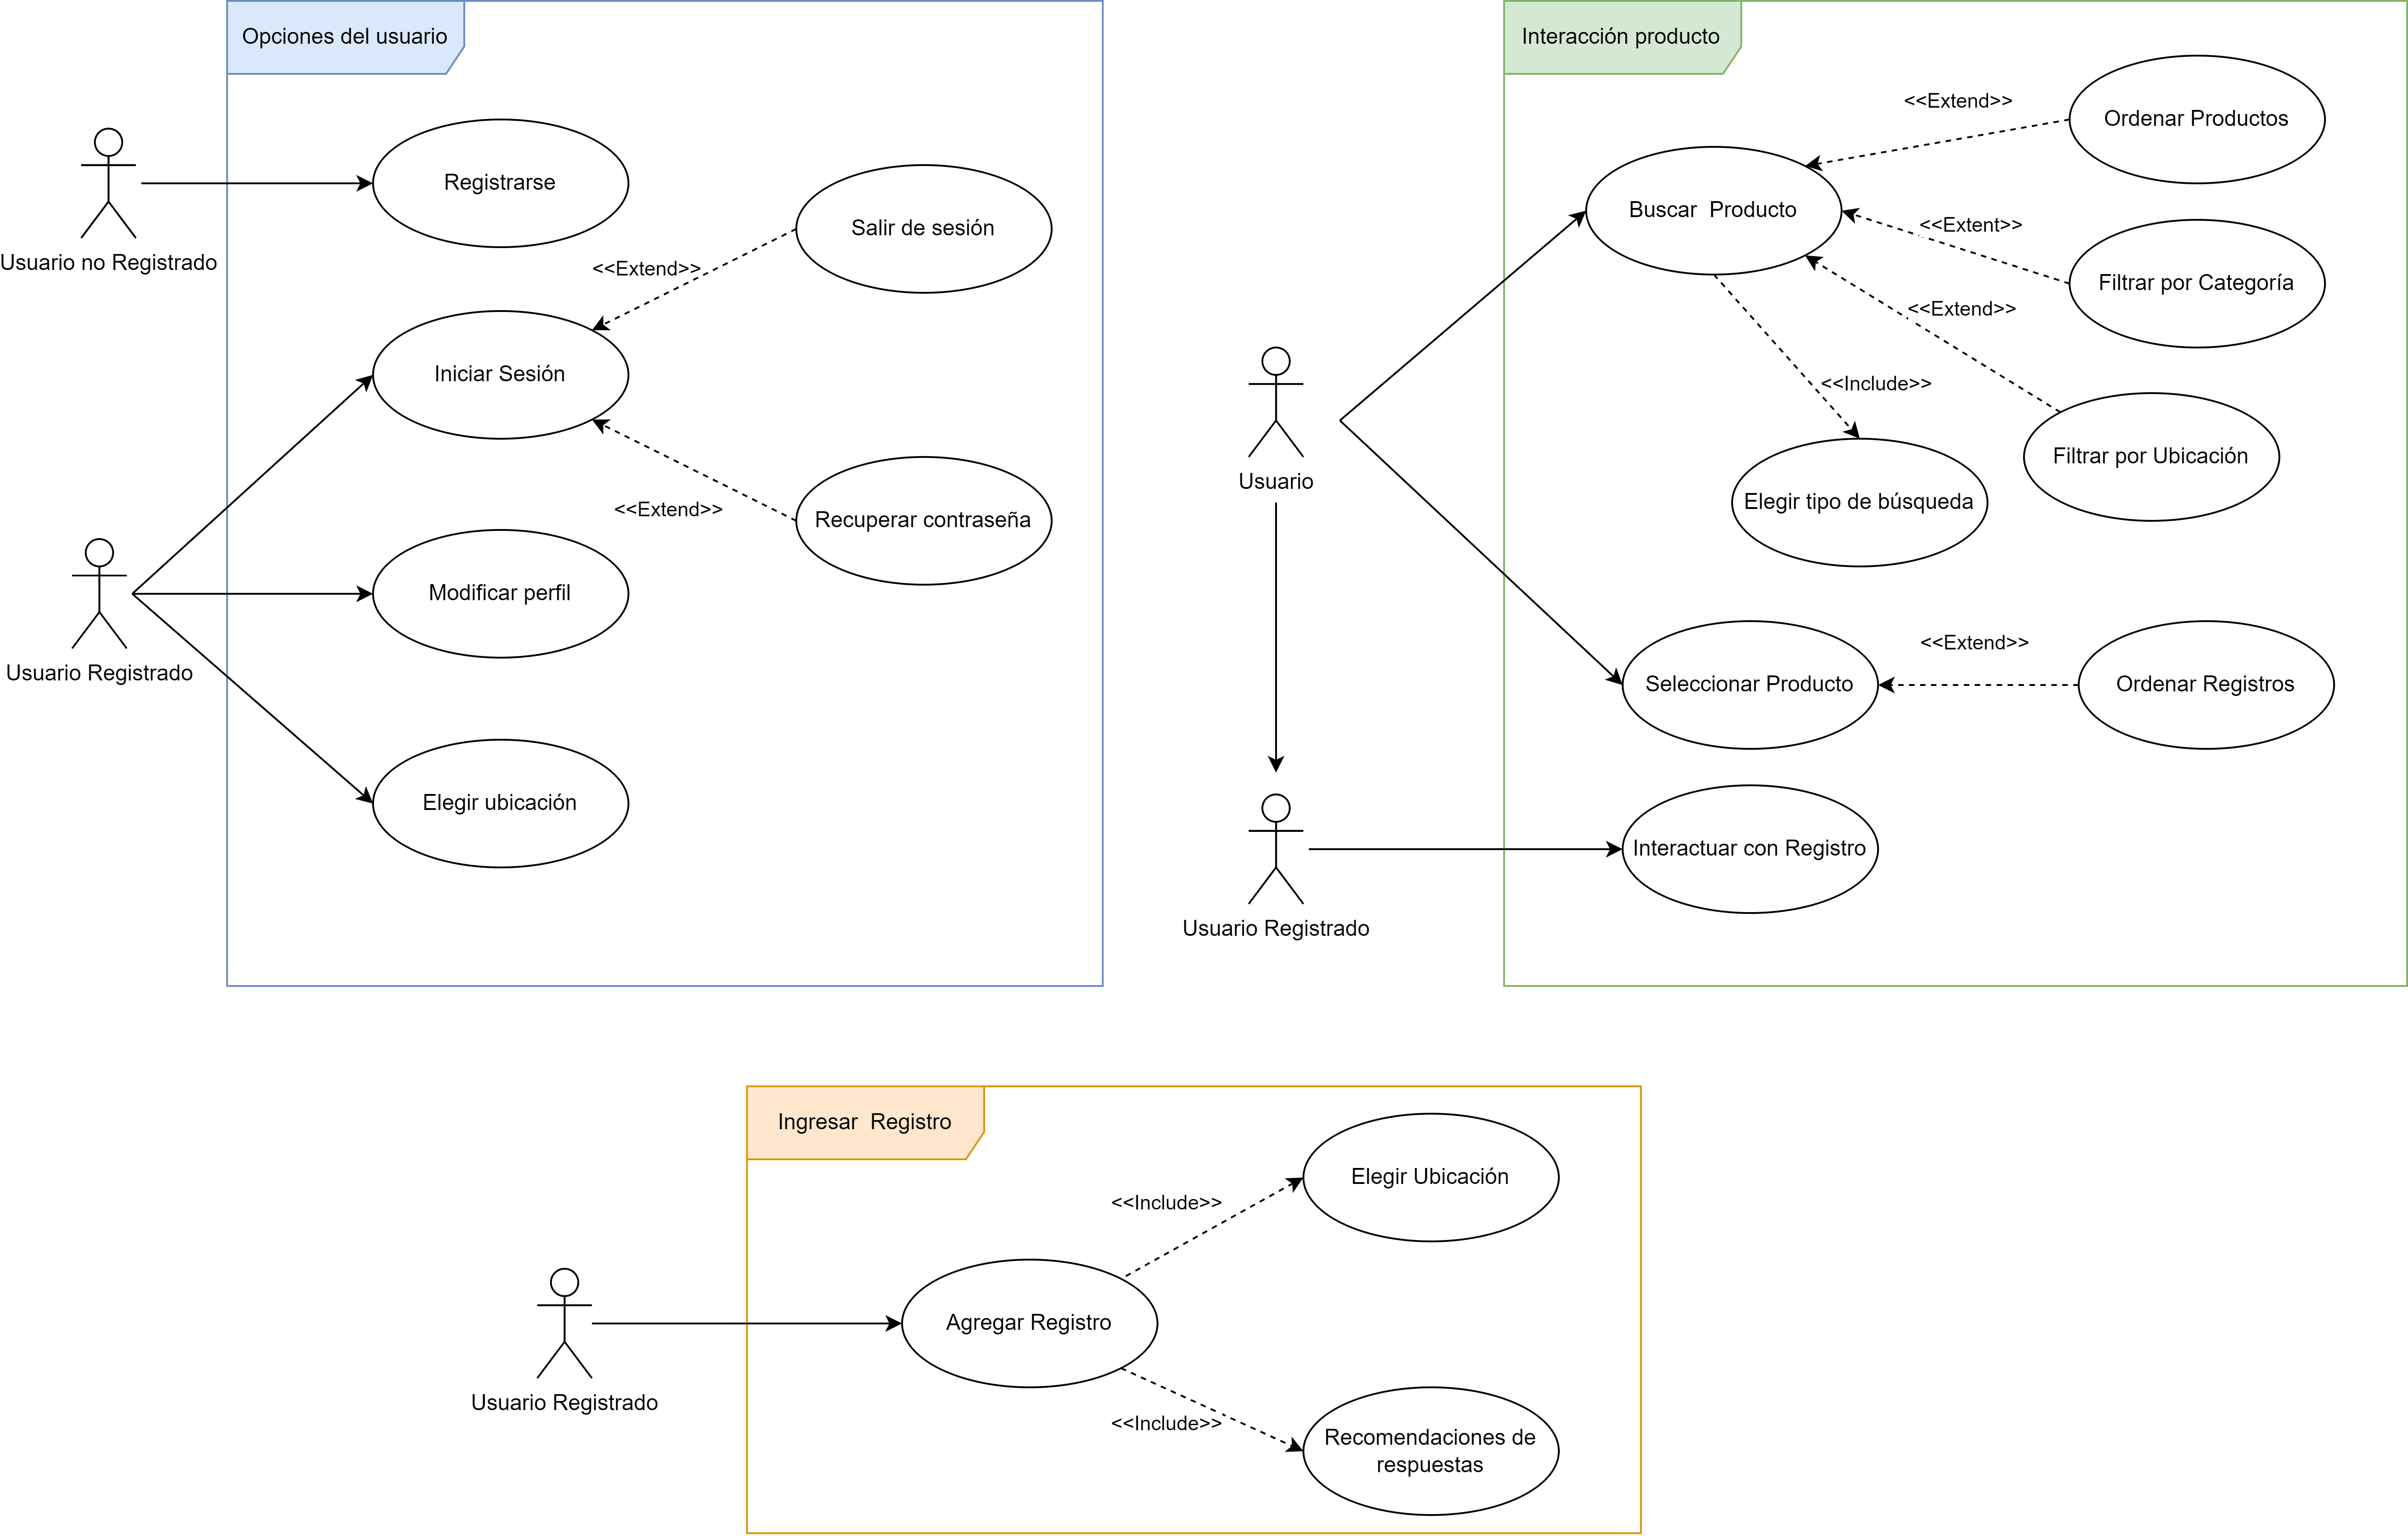 Opciones del usuario
Usuario no Registrado
Registrarse
Salir de sesión
<<Extend>>
Iniciar Sesión
<<Extend>>
Recuperar contraseña
Modificar perfil
Usuario Registrado
Elegir ubicación
Interacción producto
<<Extend>>
Ordenar Productos
Buscar  Producto
<<Extent>>
Filtrar por Categoría
<<Extend>>
<<Include>>
Filtrar por Ubicación
Usuario
Elegir tipo de búsqueda
<<Extend>>
Seleccionar Producto
Ordenar Registros
Interactuar con Registro
Usuario Registrado
Ingresar  Registro
Elegir Ubicación
<<Include>>
Agregar Registro
Usuario Registrado
<<Include>>
Recomendaciones de
respuestas